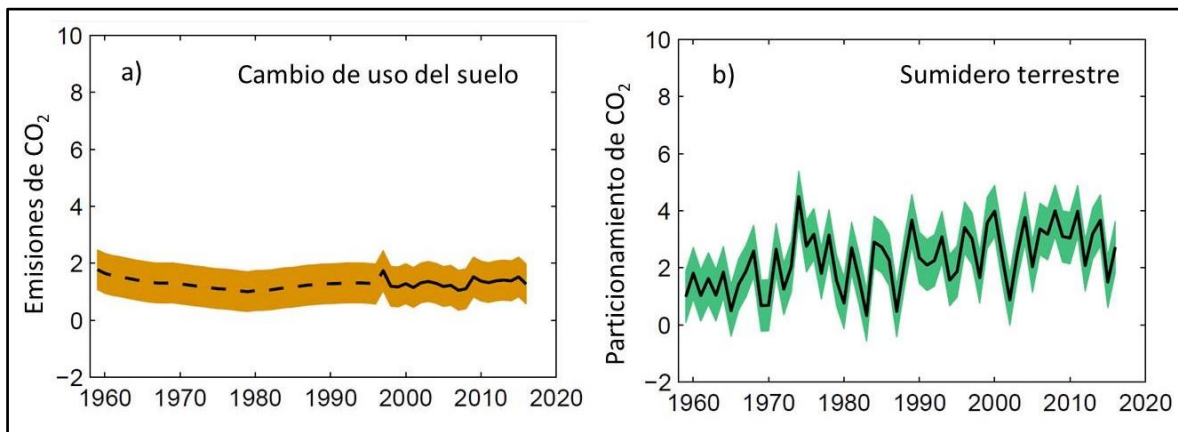 a)
Cambio de uso del suelo
Emisiones de CO₂
10
8
6
4
2
0
−2
1960 1970 1980 1990 2000 2010 2020
b)
Sumidero terrestre
Particionamiento de CO₂
10
8
6
4
2
0
−2
1960 1970 1980 1990 2000 2010 2020